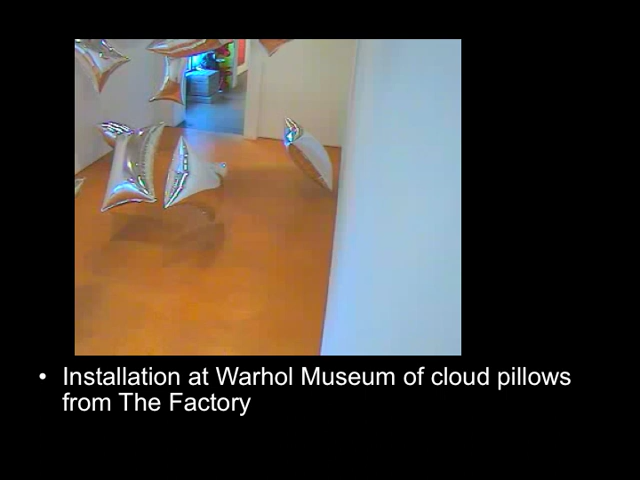 • Installation at Warhol Museum of cloud pillows
from The Factory